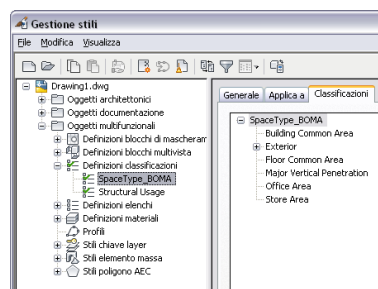 Gestione stili
File Modifica Visualizza
Drawing1.dwg
Oggetti architettonici
Oggetti documentazione
Oggetti multifunzionali
Definizioni blocchi di mascheram
Definizioni blocchi multivista
Definizioni classificazioni
SpaceType_BOMA
Structural Usage
Definizioni elenchi
Definizioni materiali
Profili
Stili chiave layer
Stili elemento massa
Stili poligono AEC
Generale Applica a Classificazioni
SpaceType_BOMA
Building Common Area
Exterior
Floor Common Area
Major Vertical Penetration
Office Area
Store Area